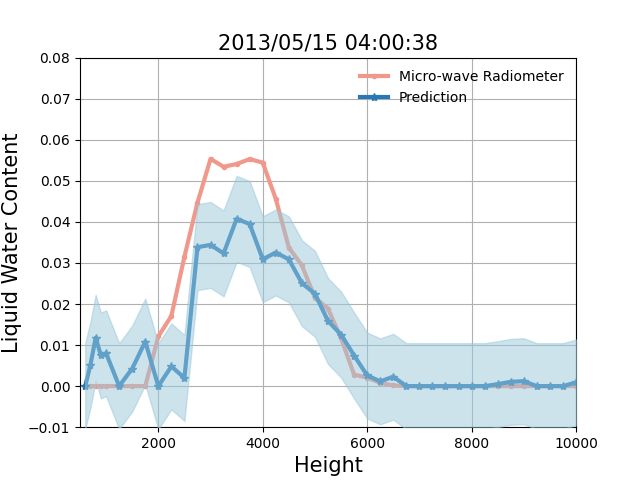 2013/05/15 04:00:38
Liquid Water Content
0.08
0.07
0.06
0.05
0.04
0.03
0.02
0.01
0.00
−0.01
Micro-wave Radiometer
Prediction
2000 4000 6000 8000 10000
Height